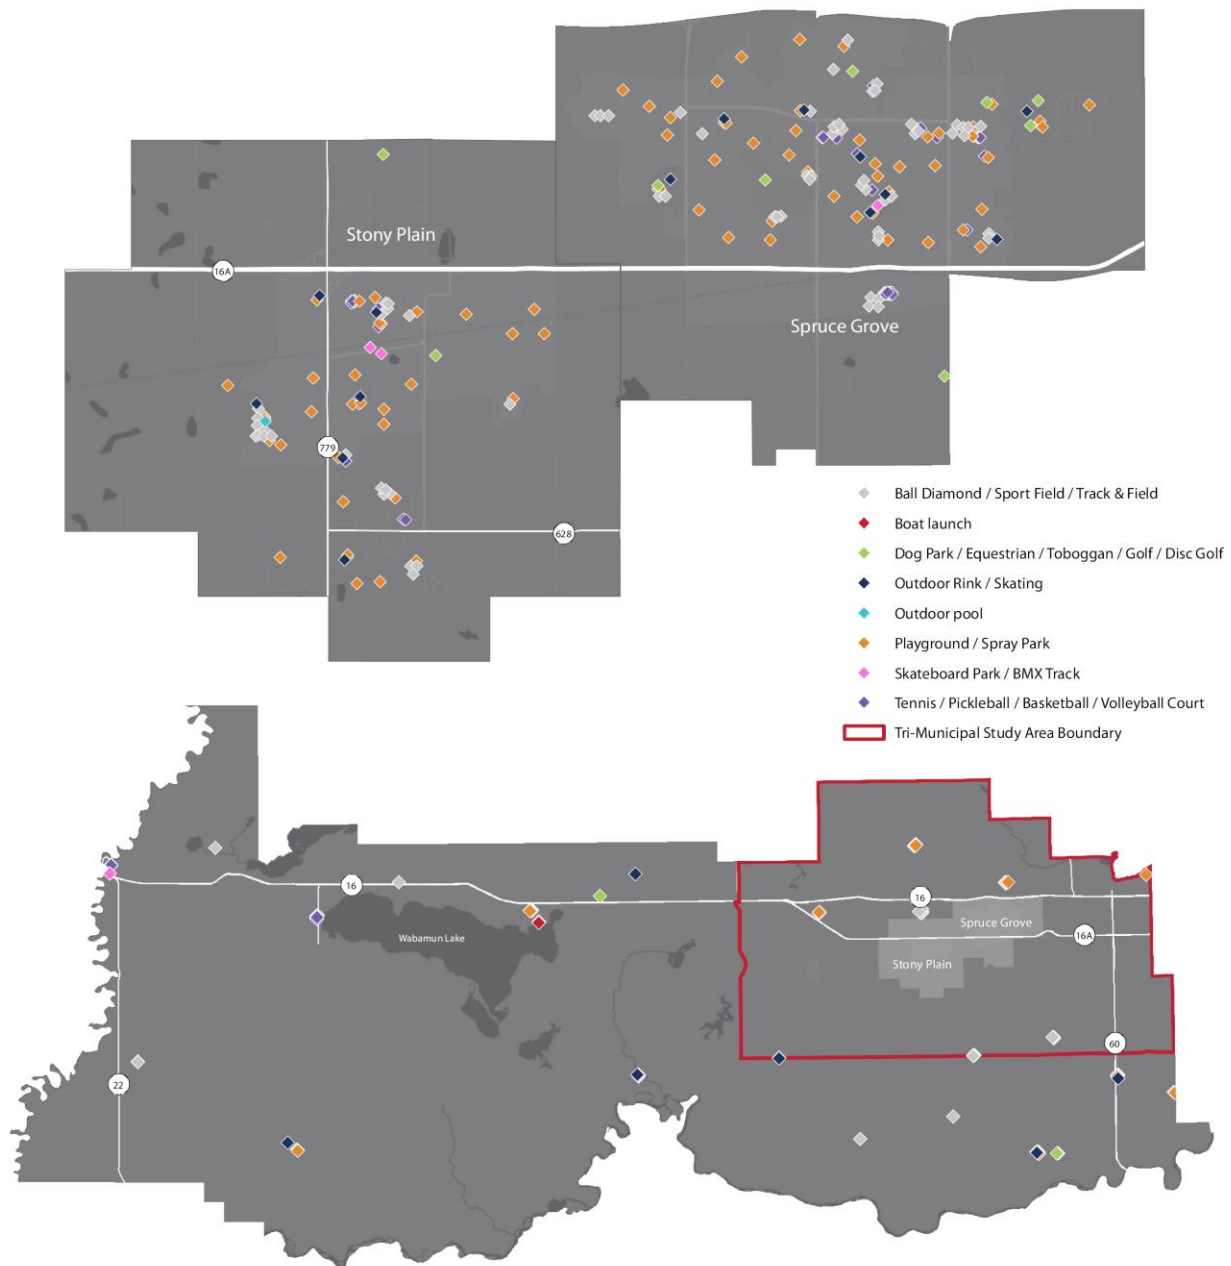 Stony Plain
16A
Spruce Grove
779
628
Ball Diamond / Sport Field / Track & Field
Boat launch
Dog Park / Equestrian / Toboggan / Golf / Disc Golf
Outdoor Rink / Skating
Outdoor pool
Playground / Spray Park
Skateboard Park / BMX Track
Tennis / Pickleball / Basketball / Volleyball Court
Tri-Municipal Study Area Boundary
16
16
Spruce Grove
16A
Wabamun Lake
Stony Plain
60
22